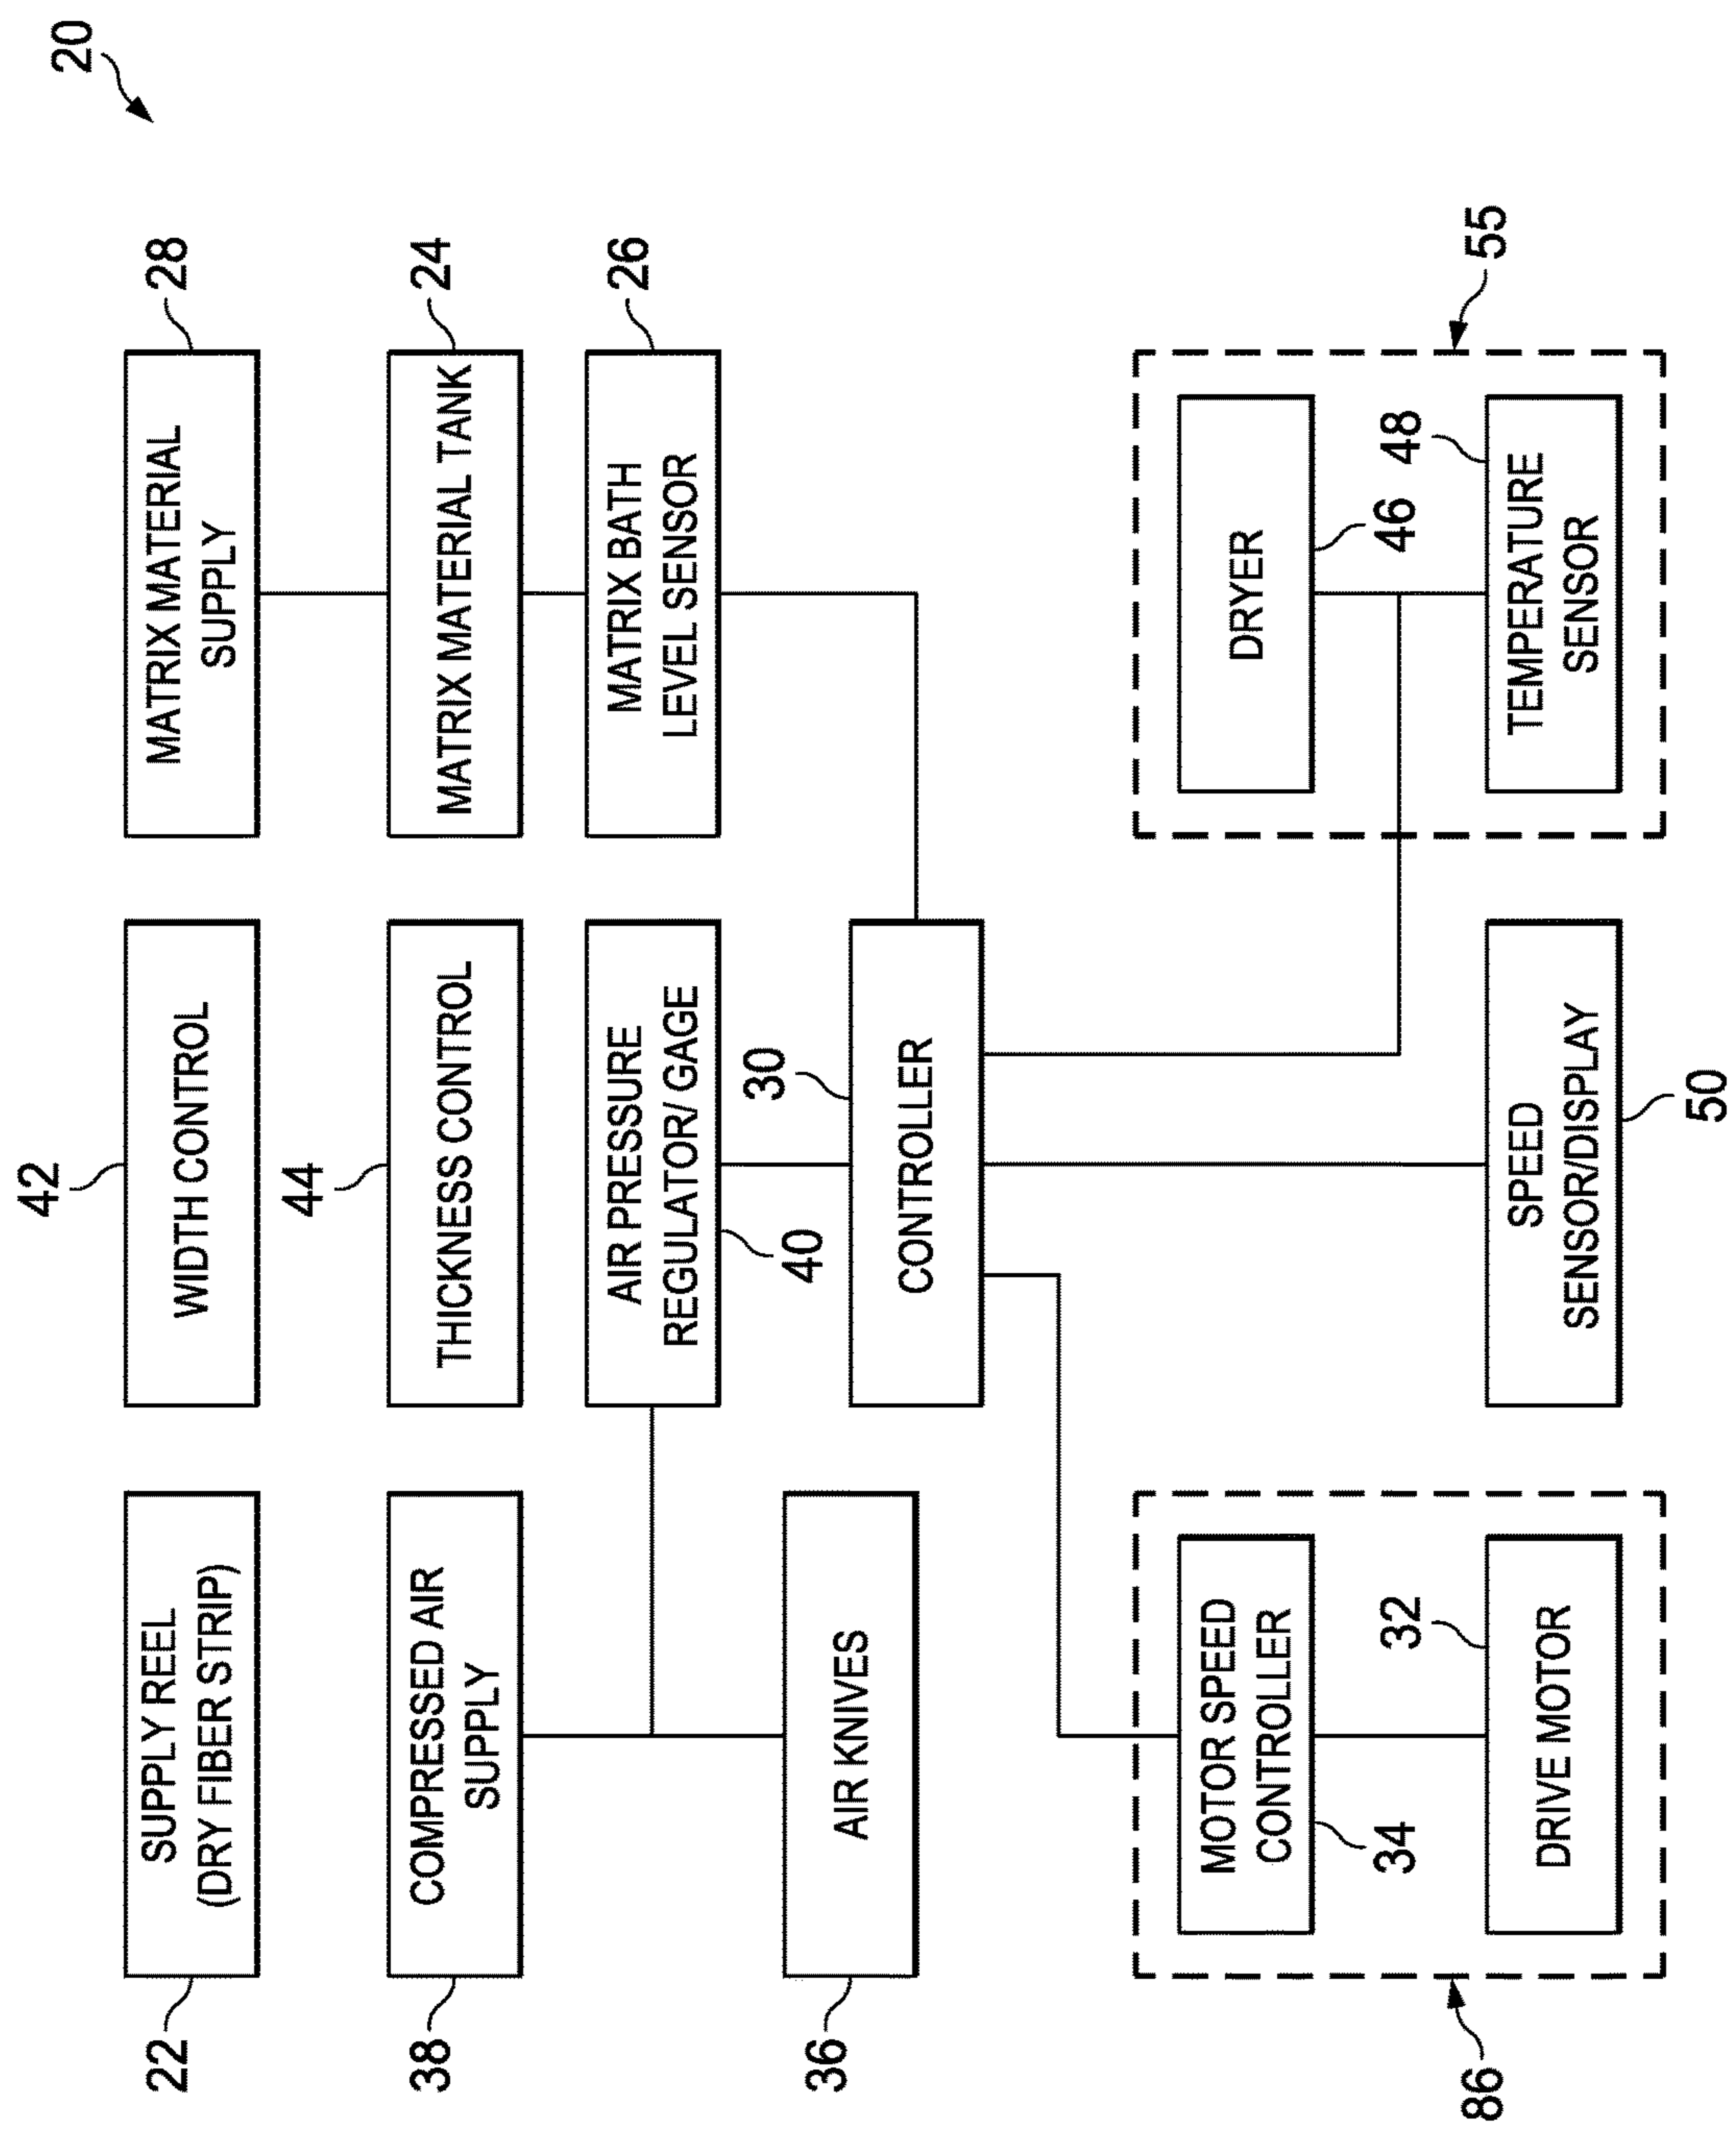 20
22
SUPPLY REEL
(DRY FIBER STRIP)
42
WIDTH CONTROL
MATRIX MATERIAL
SUPPLY
28
38
COMPRESSED AIR
SUPPLY
44
THICKNESS CONTROL
MATRIX MATERIAL TANK
24
AIR PRESSURE
REGULATOR/ GAGE
40
MATRIX BATH
LEVEL SENSOR
26
36
AIR KNIVES
30
CONTROLLER
86
MOTOR SPEED
CONTROLLER
34
32
DRIVE MOTOR
SPEED
SENSOR/DISPLAY
50
55
DRYER
46
48
TEMPERATURE
SENSOR